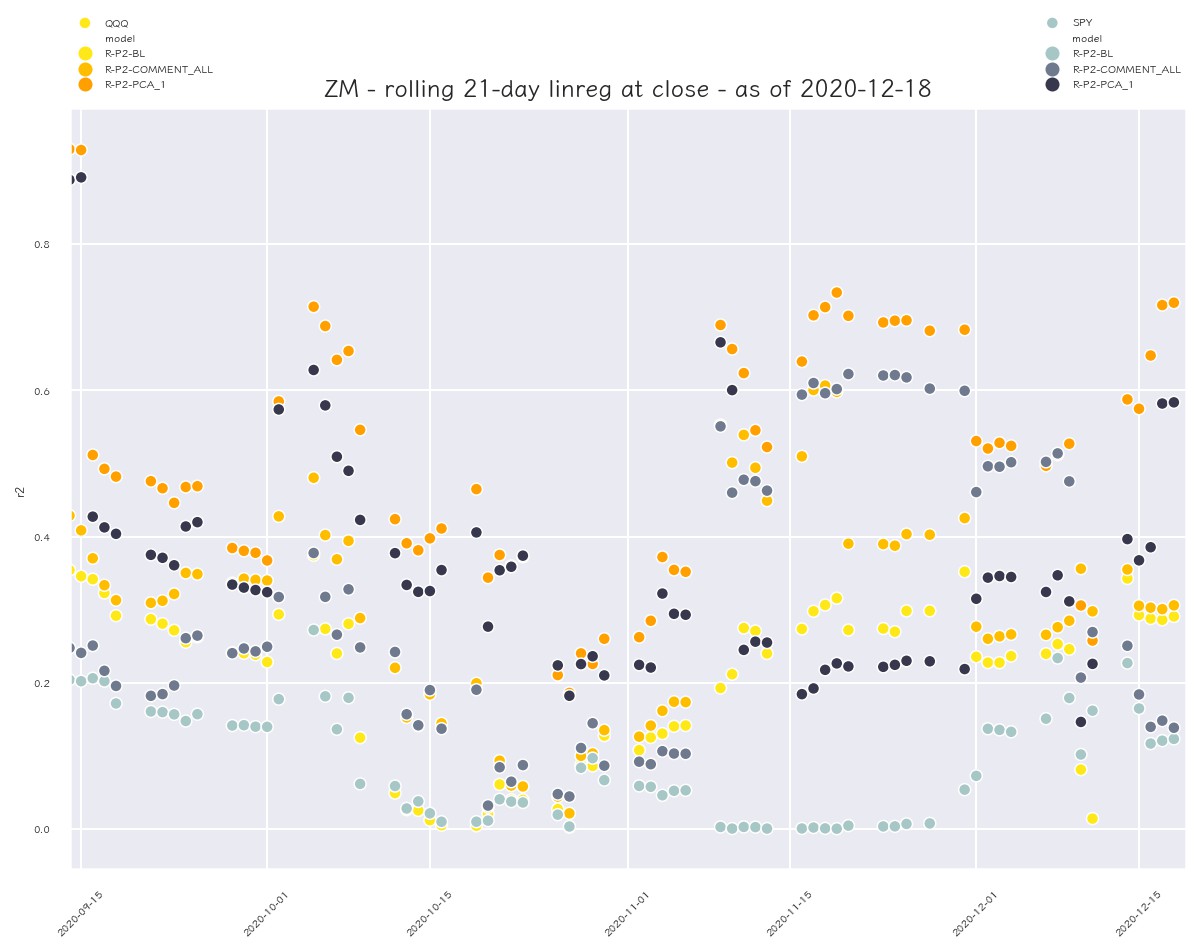 QQQ
model
R-P2-BL
R-P2-COMMENT_ALL
R-P2-PCA_1
SPY
model
R-P2-BL
R-P2-COMMENT_ALL
R-P2-PCA_1
ZM - rolling 21-day linreg at close - as of 2020-12-18
r2
0.8
0.6
0.4
0.2
0.0
2020-09-15
2020-10-01
2020-10-15
2020-11-01
2020-11-15
2020-12-01
2020-12-15